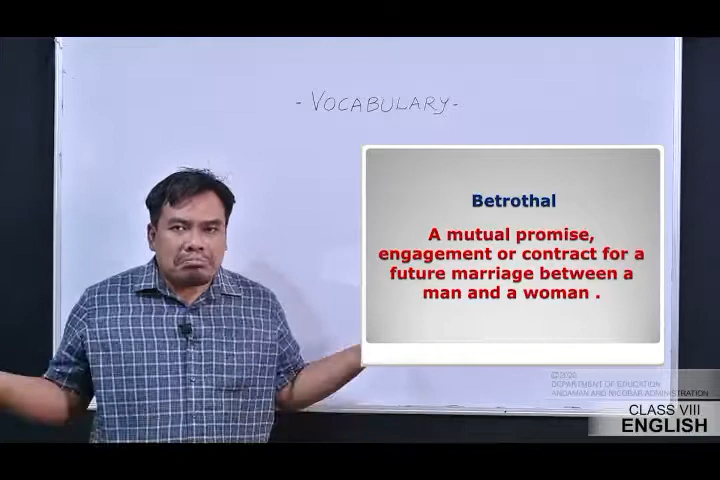 - VOCABULARY -
Betrothal
A mutual promise,
engagement or contract for a
future marriage between a
man and a woman .
DEPARTMENT OF EDUCATION
ANDAMAN AND NICOBAR ADMINISTRATION
CLASS VIII
ENGLISH